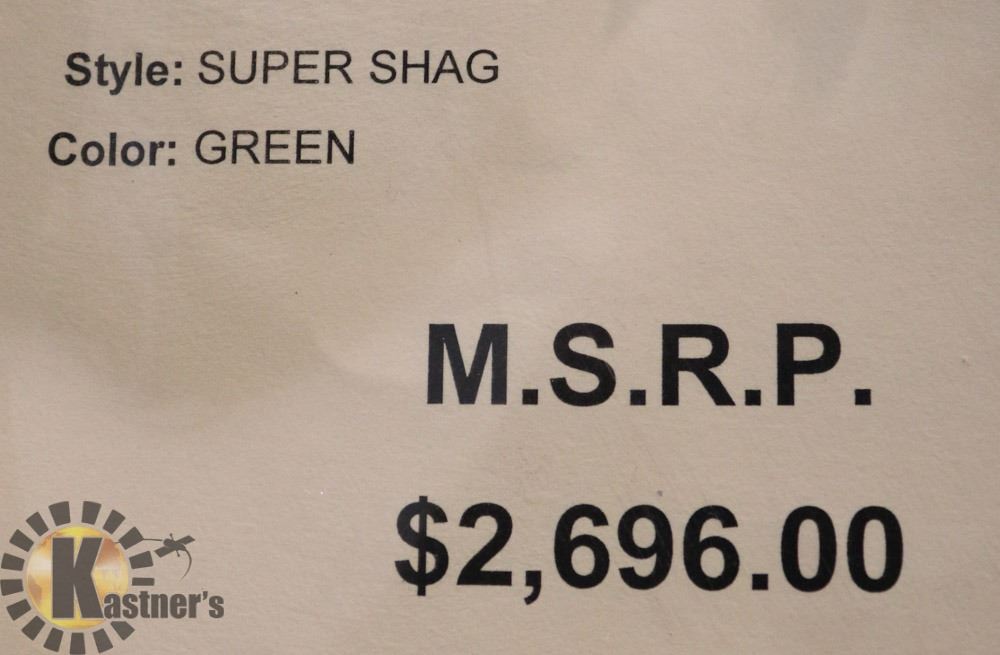 Style: SUPER SHAG
Color: GREEN
M.S.R.P.
$2,696.00
Kastner's